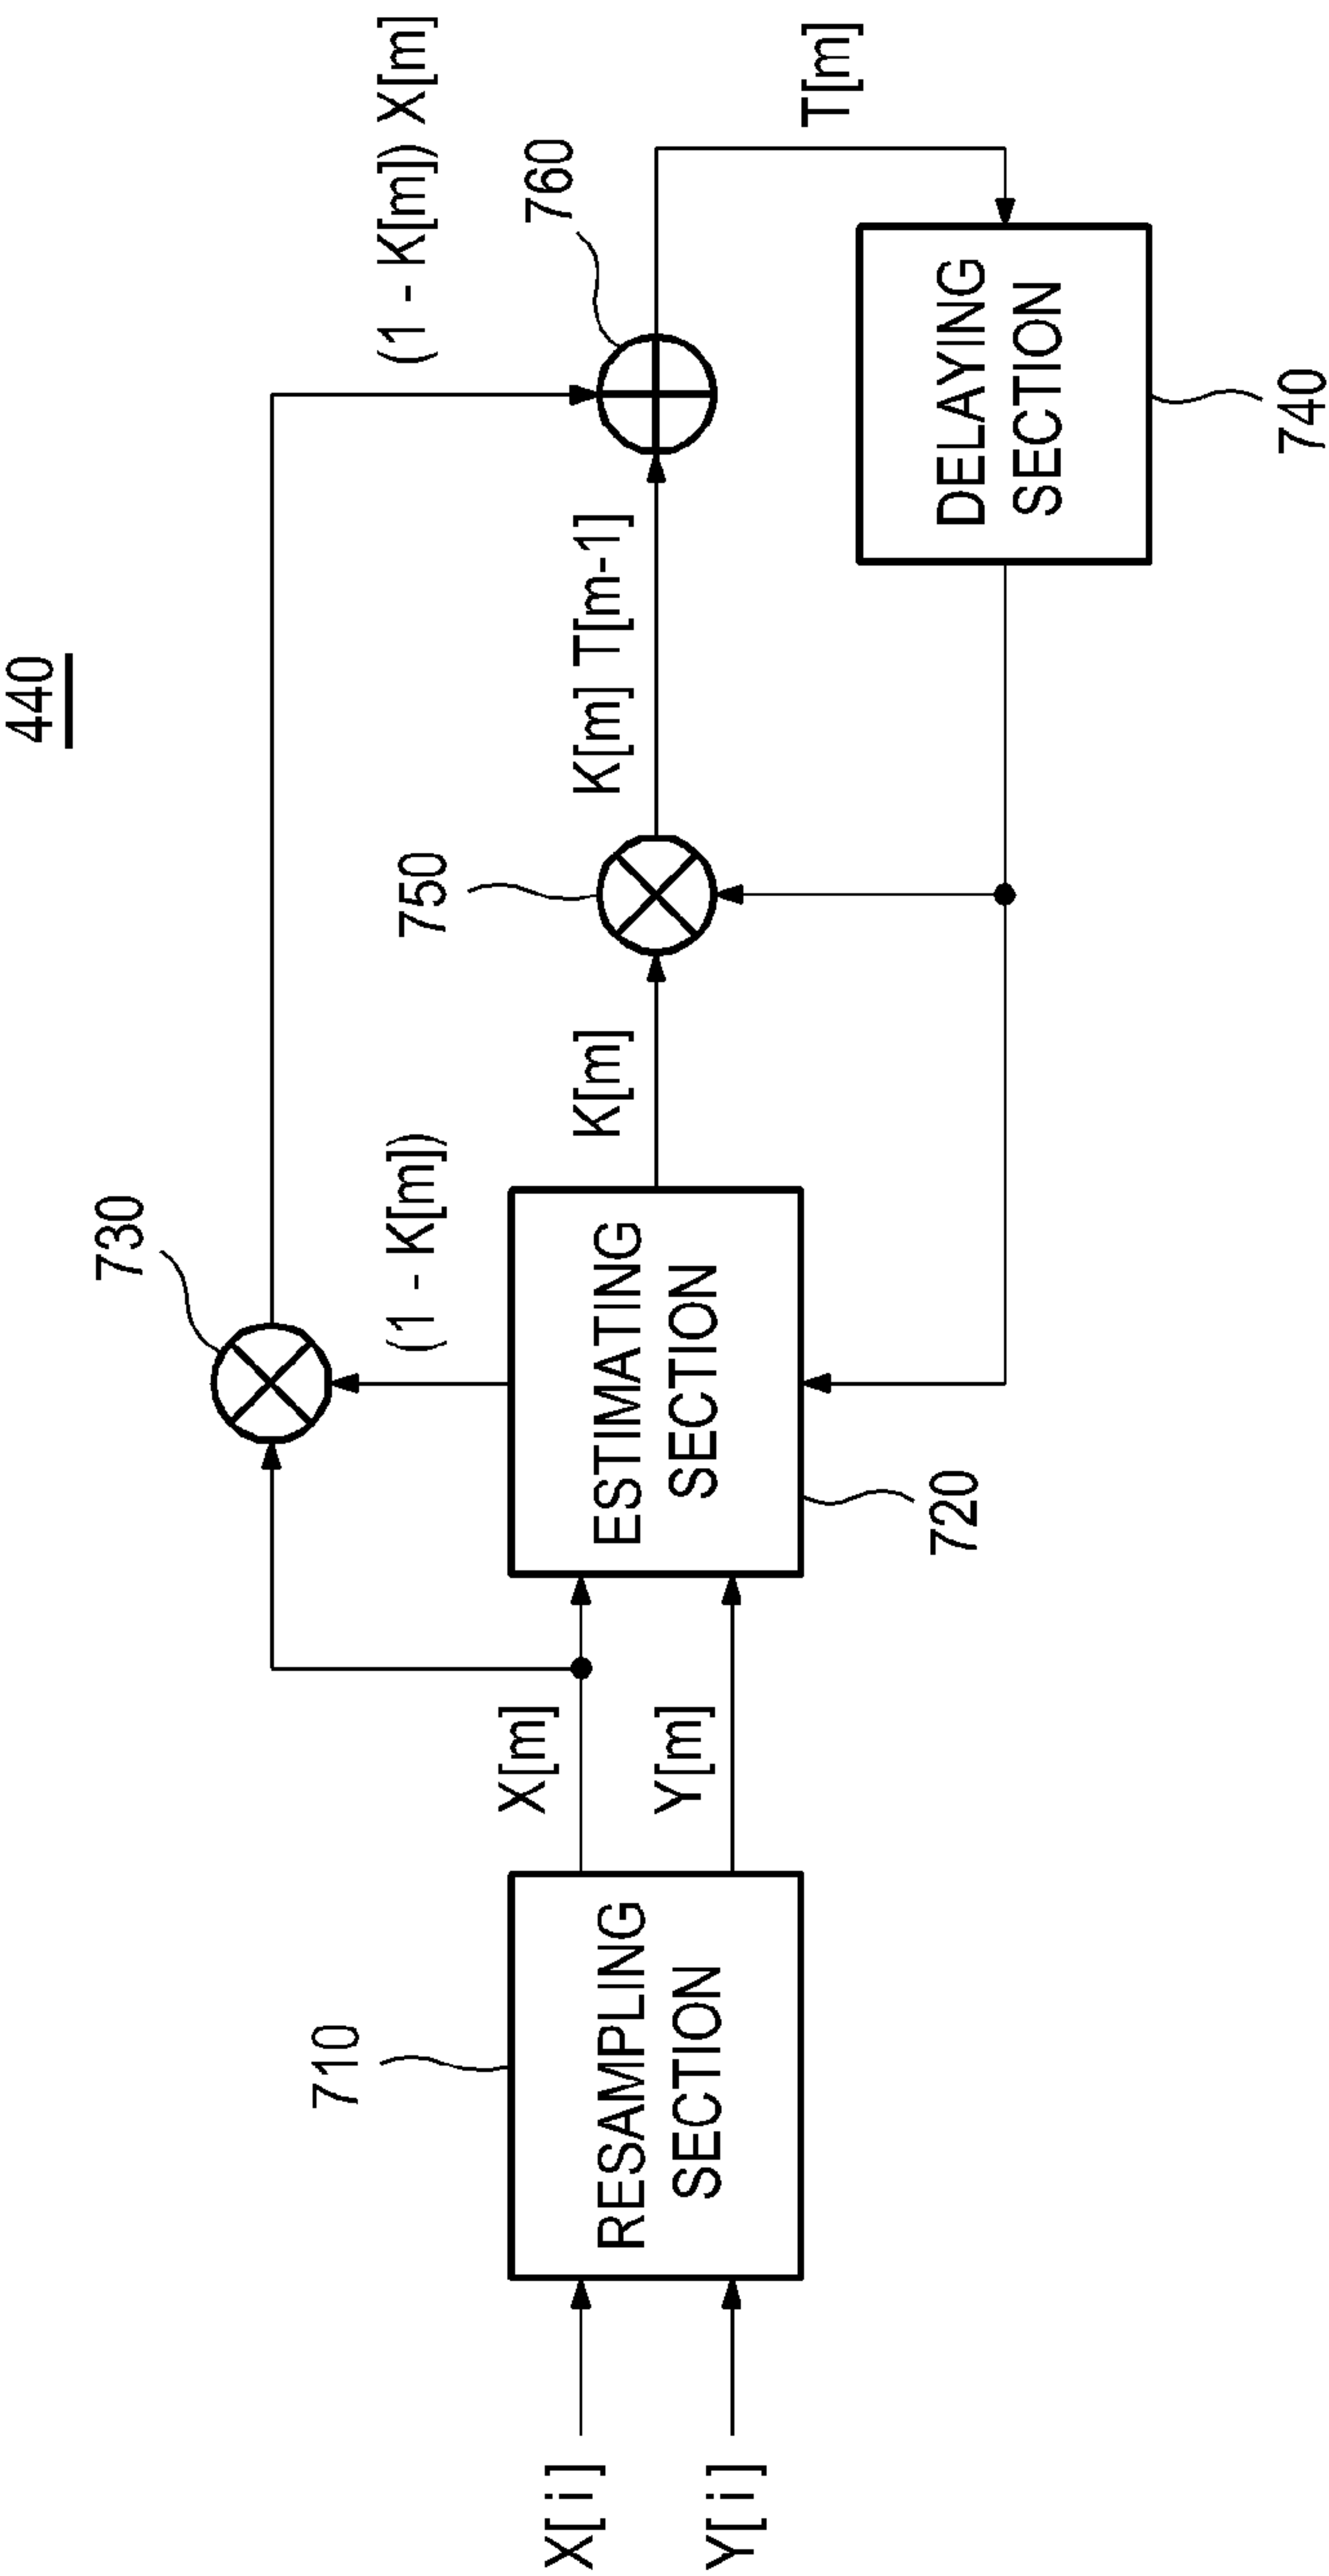 440
(1 - K[m]) X[m]
730
760
(1 - K[m])
750
710
X[m]
K[m]
K[m] T[m-1]
T[m]
X[ i ]
Y[ i ]
RESAMPLING
SECTION
Y[m]
ESTIMATING
SECTION
720
DELAYING
SECTION
740